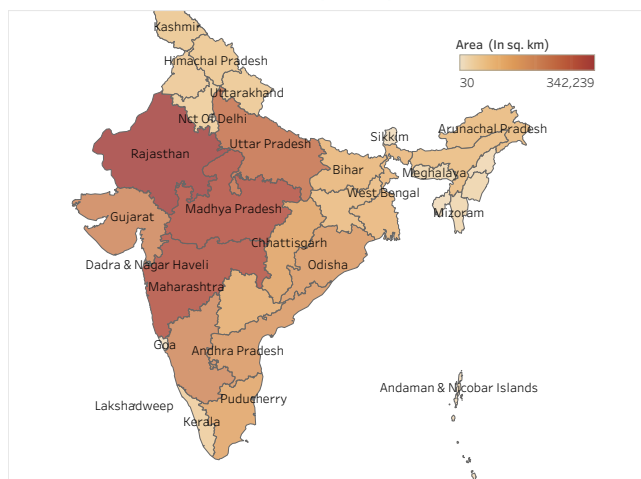 Kashmir
Area (In sq. km)
Himachal Pradesh
30
342,239
Uttarakhand
Nct Of Delhi
Arunachal Pradesh
Sikkim
Uttar Pradesh
Rajasthan
Bihar
Meghalaya
West Bengal
Madhya Pradesh
Mizoram
Gujarat
Chhattisgarh
Dadra & Nagar Haveli
Odisha
Maharashtra
Goa
Andhra Pradesh
Andaman & Nicobar Islands
Puducherry
Lakshadweep
Kerala